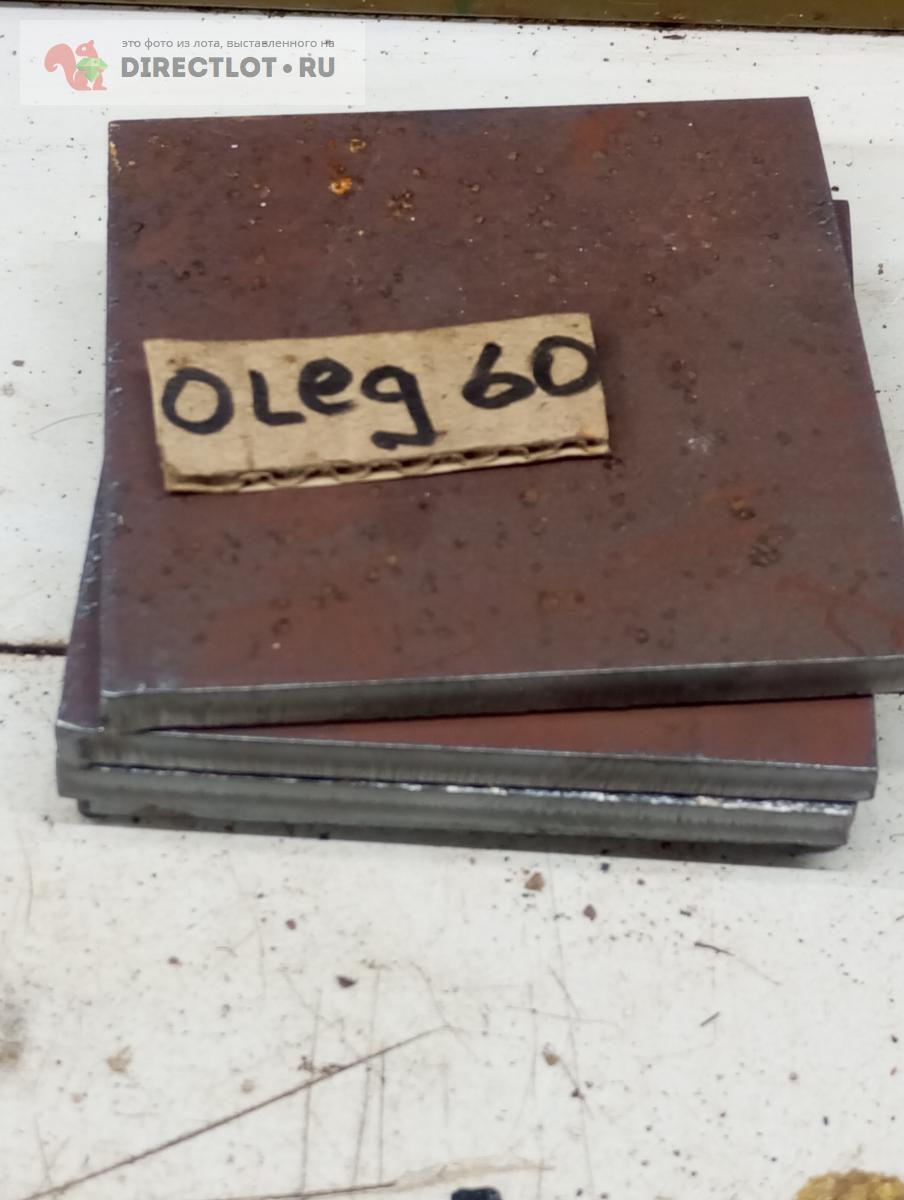 это фото из лота, выставленного на
DIRECTLOT•RU
OLeg 60